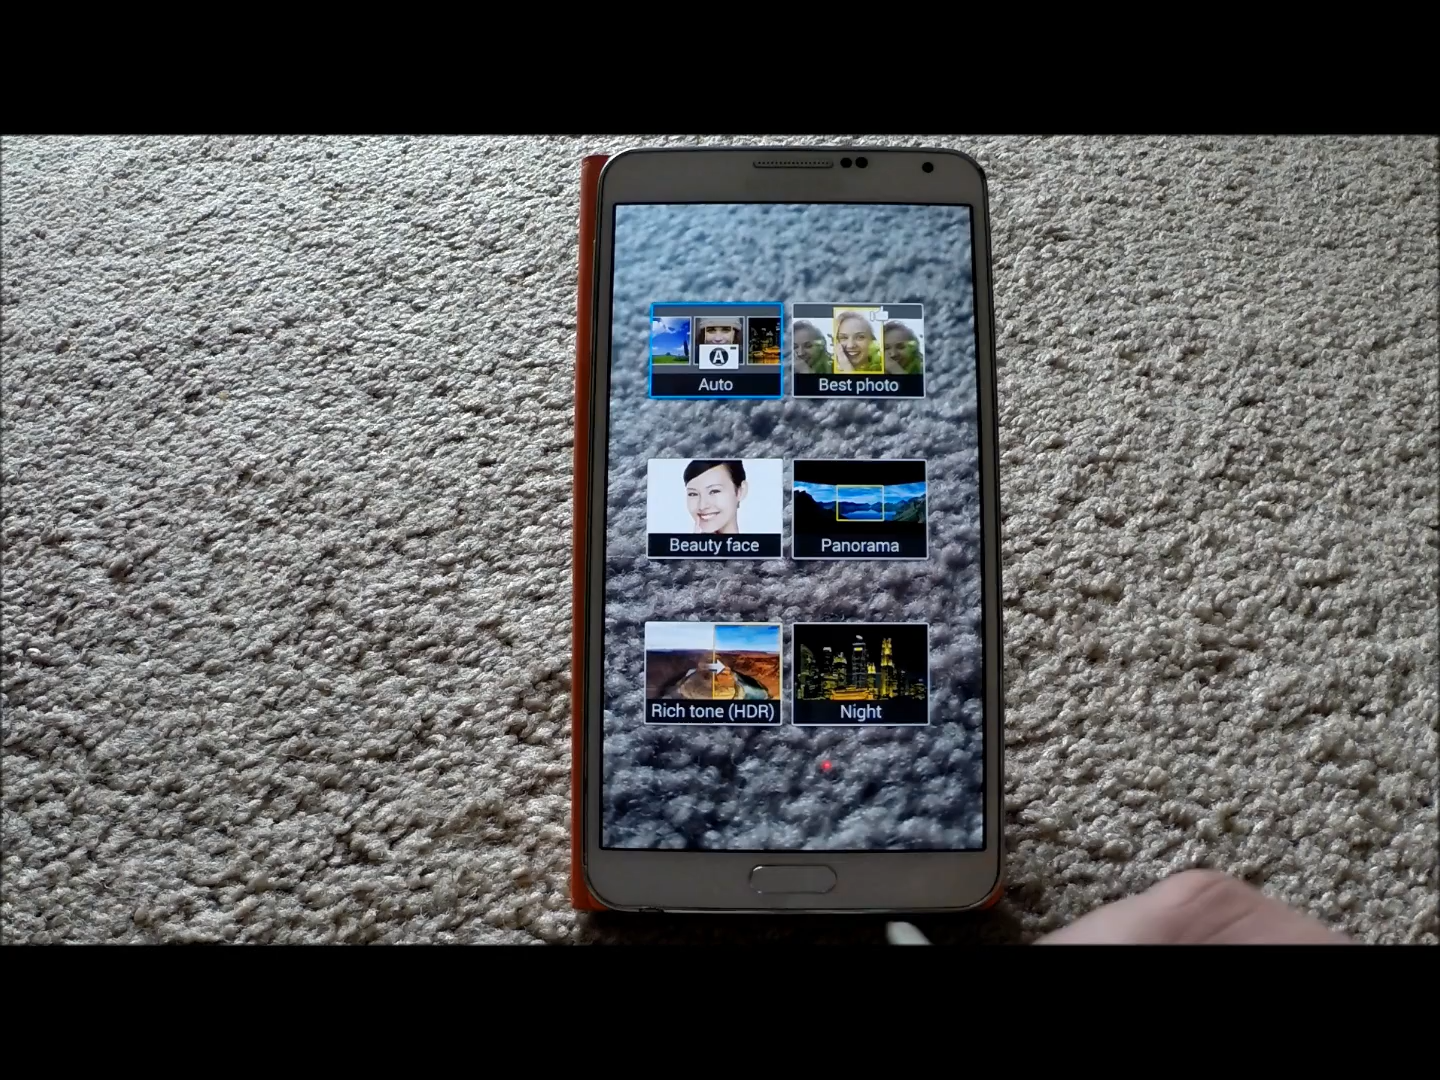 A
Auto
Best photo
Beauty face
Panorama
Rich tone (HDR)
Night